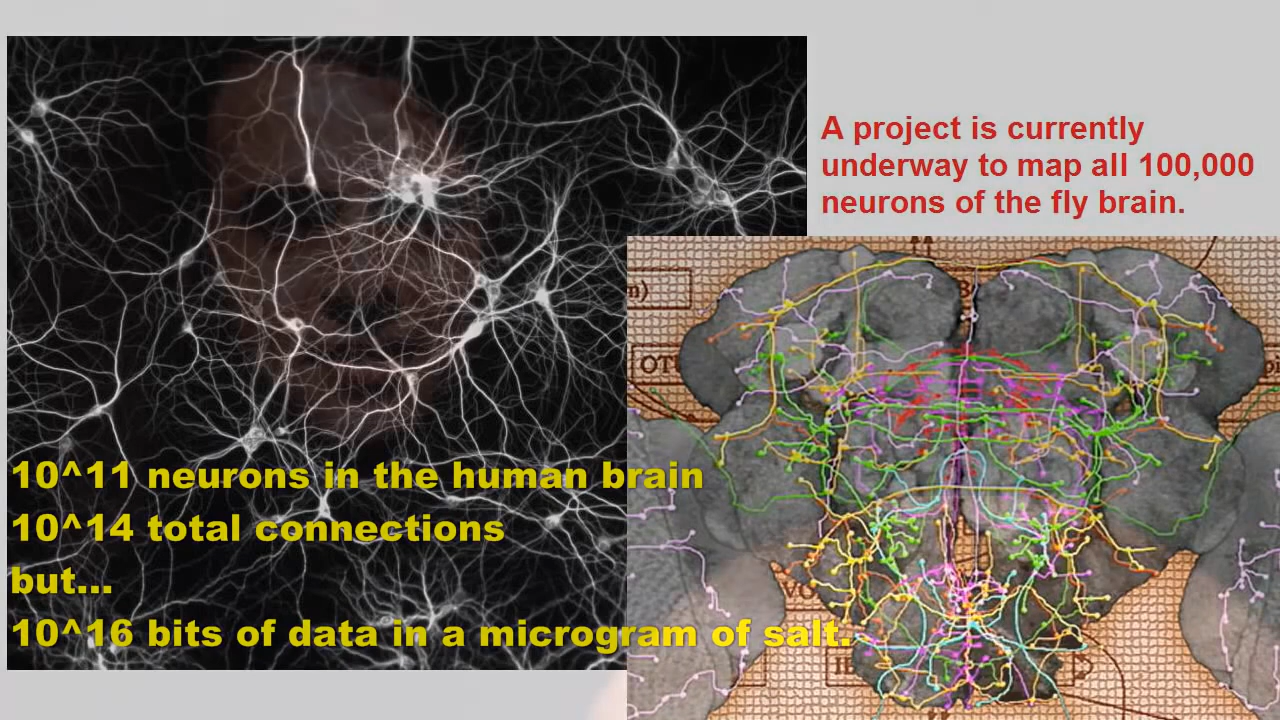 A project is currently
underway to map all 100,000
neurons of the fly brain.
10^11 neurons in the human brain
10^14 total connections
but...
10^16 bits of data in a microgram of salt.